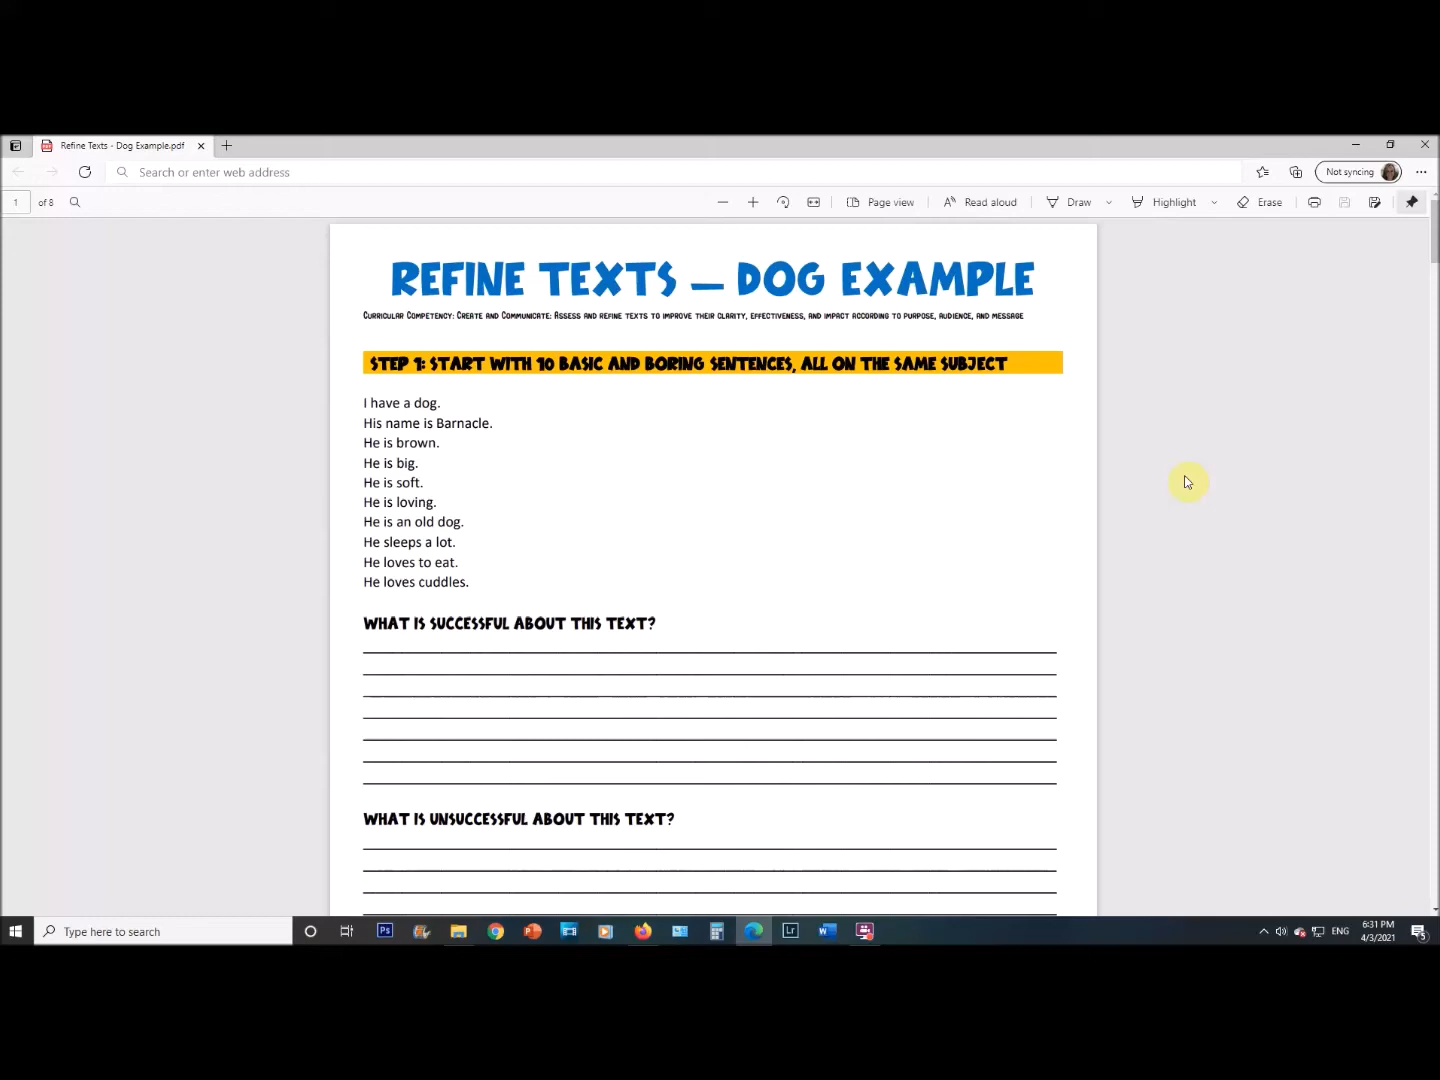 Refine Texts - Dog Example.pdf
Search or enter web address
Not syncing
1 of 8
Page view
Read aloud
Draw
Highlight
Erase
REFINE TEXTS – DOG EXAMPLE
CURRICULAR COMPETENCY: CREATE AND COMMUNICATE: ASSESS AND REFINE TEXTS TO IMPROVE THEIR CLARITY, EFFECTIVENESS, AND IMPACT ACCORDING TO PURPOSE, AUDIENCE, AND MESSAGE
STEP 1: START WITH 10 BASIC AND BORING SENTENCES, ALL ON THE SAME SUBJECT
I have a dog.
His name is Barnacle.
He is brown.
He is big.
He is soft.
He is loving.
He is an old dog.
He sleeps a lot.
He loves to eat.
He loves cuddles.
WHAT IS SUCCESSFUL ABOUT THIS TEXT?
WHAT IS UNSUCCESSFUL ABOUT THIS TEXT?
Type here to search
Ps
Lr
ENG
6:31 PM
4/3/2021
5